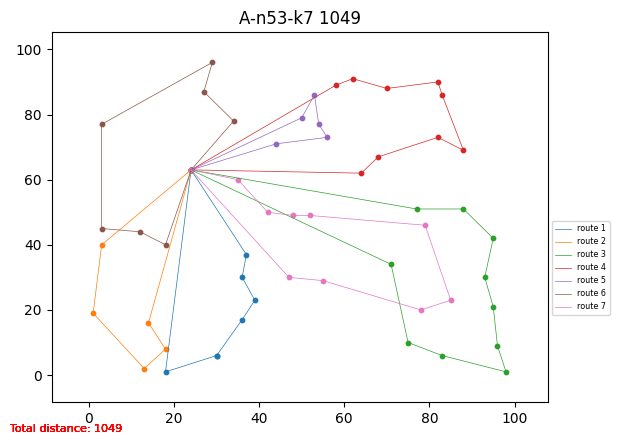 A-n53-k7 1049
100
80
60
40
20
0
0 20 40 60 80 100
route 1
route 2
route 3
route 4
route 5
route 6
route 7
Total distance: 1049